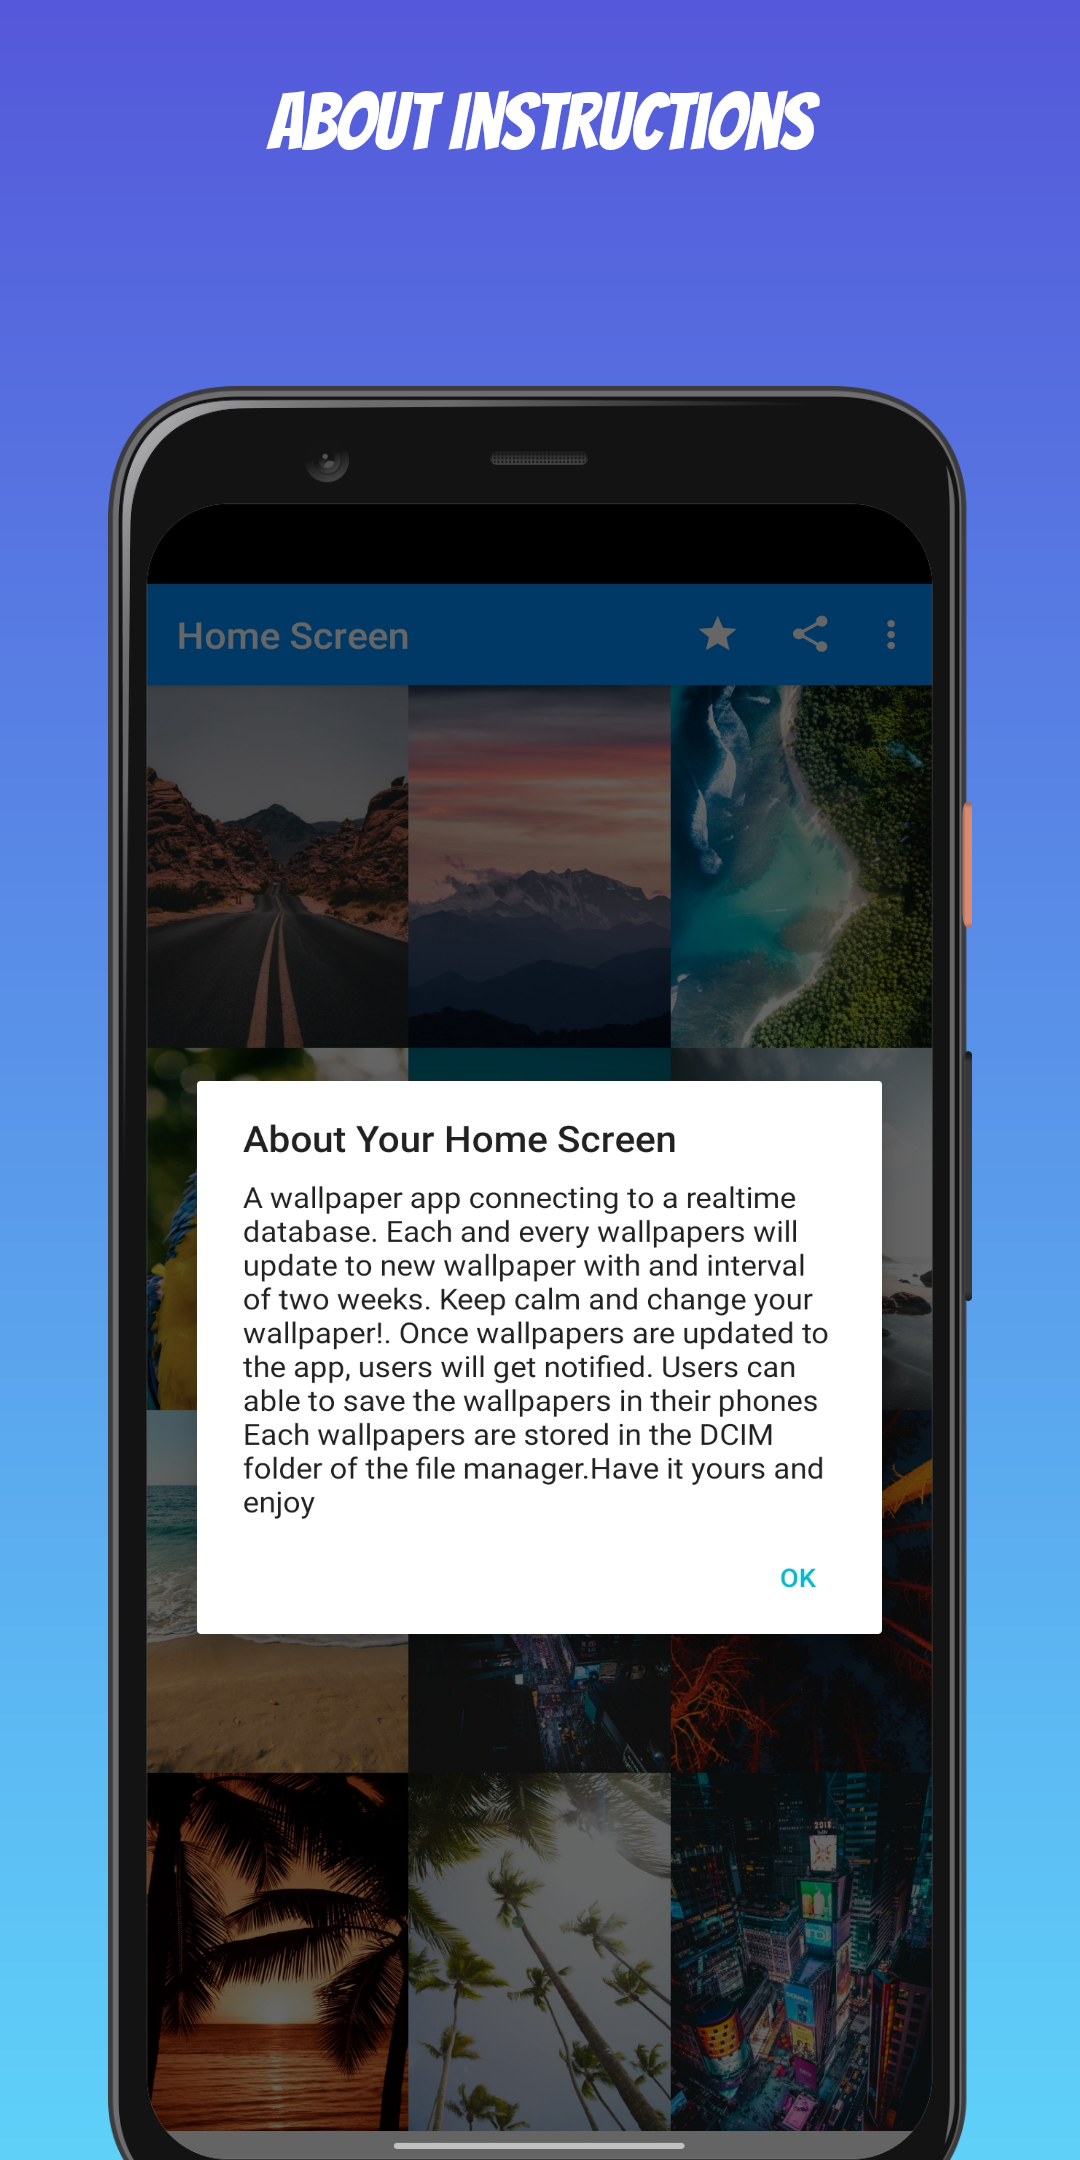 ABOUT INSTRUCTIONS
Home Screen
About Your Home Screen
A wallpaper app connecting to a realtime
database. Each and every wallpapers will
update to new wallpaper with and interval
of two weeks. Keep calm and change your
wallpaper!. Once wallpapers are updated to
the app, users will get notified. Users can
able to save the wallpapers in their phones
Each wallpapers are stored in the DCIM
folder of the file manager.Have it yours and
enjoy
OK
2018